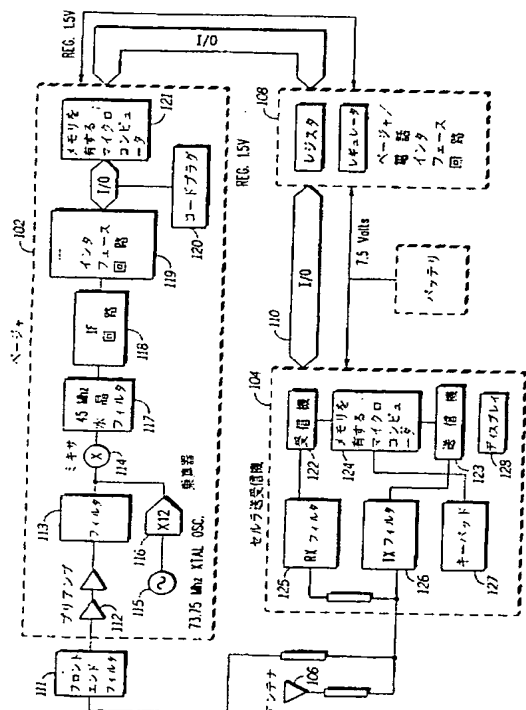 ページャ
102
111
フロント
エンド
フィルタ
プリアンプ
112
113
フィルタ
ミキサ
X
114
115
73.75 Mhz XTAL OSC.
116
X12
乗算器
45 Mhz
水晶
フィルタ
117
IF
回路
118
...
インタ
フェース
回路
119
I/O
コードプラグ
120
メモリを
有する
マイクロ
コンピュ
ータ
121
REG. 1.5V
I/O
REG. 1.5V
108
レジスタ
レギュレータ
ページャ/
電話
インタ
フェース
回路
110
I/O
7.5 Volts
バッテリ
104
セルラ送受信機
受信機
122
メモリを
有する
マイクロ
コンピュ
ータ
124
送信機
123
ディスプレイ
128
RXフィルタ
125
TXフィルタ
126
キーパッド
127
アンテナ
106